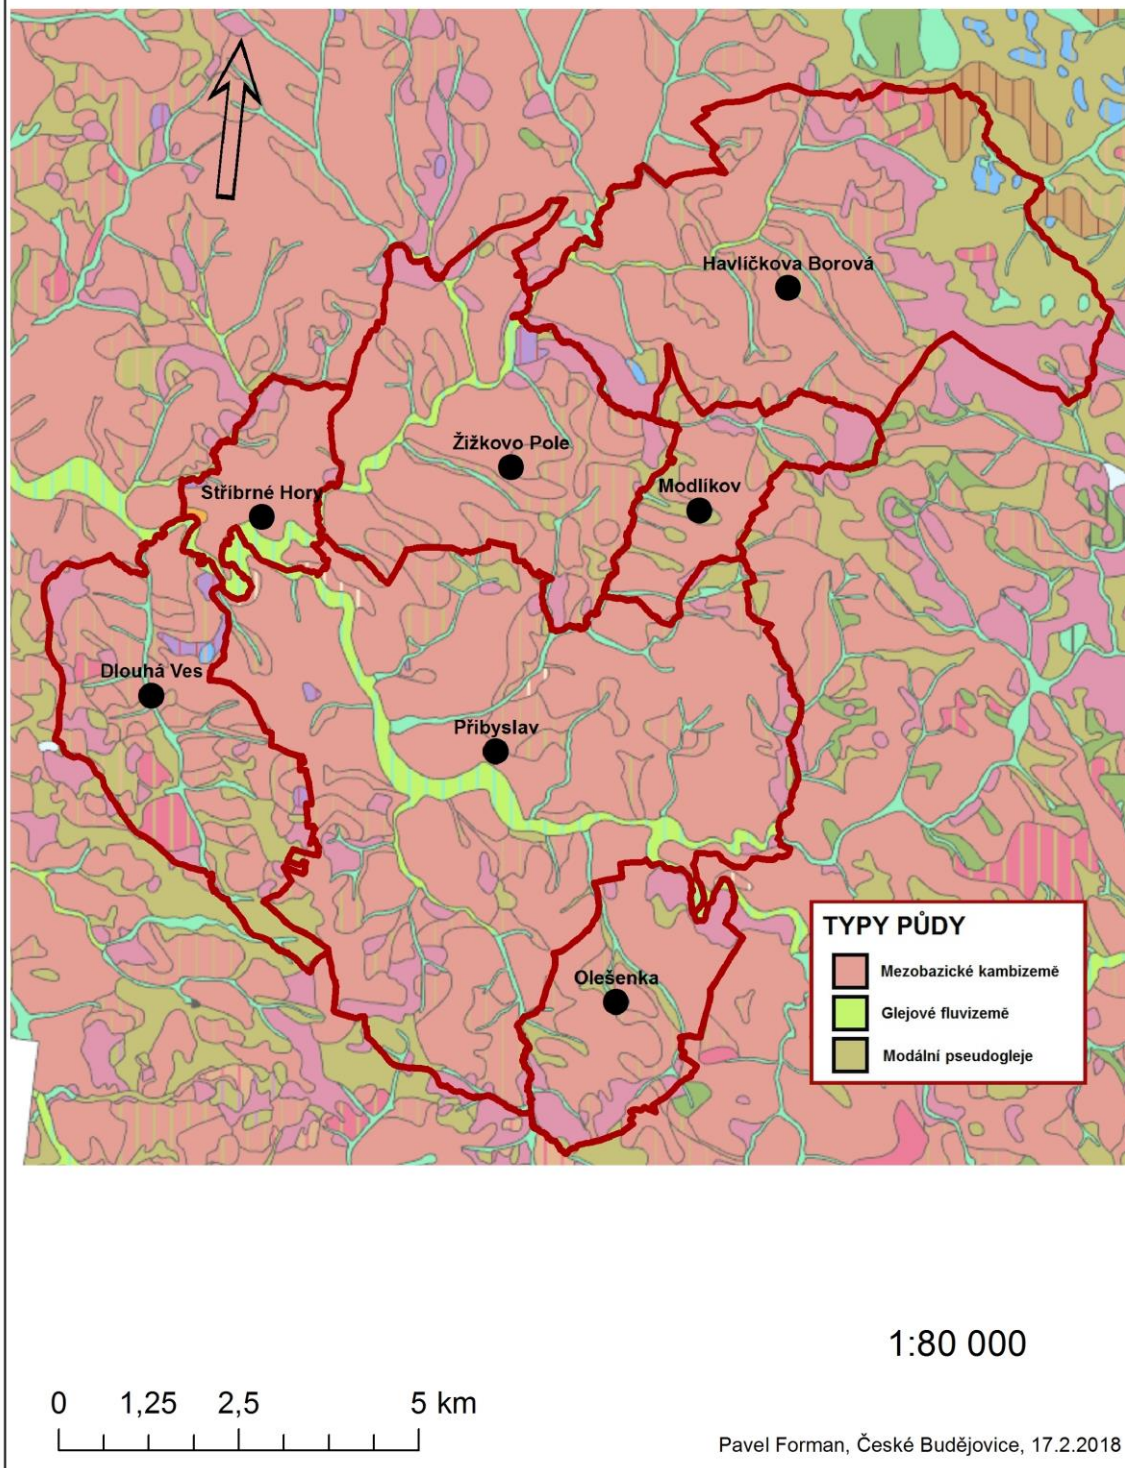 Havlíčkova Borová
Žižkovo Pole
Stříbrné Hory
Modlíkov
Dlouhá Ves
Přibyslav
Olešenka
TYPY PŮDY
Mezobazické kambizemě
Glejové fluvizemě
Modální pseudogleje
1:80 000
0 1,25 2,5 5 km
Pavel Forman, České Budějovice, 17.2.2018